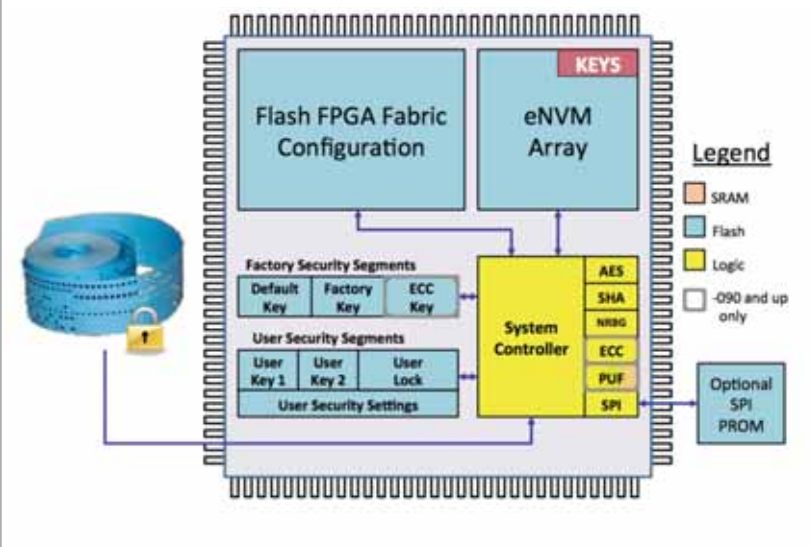 KEYS
Flash FPGA Fabric
Configuration
eNVM
Array
Legend
SRAM
Flash
Logic
-090 and up
only
Factory Security Segments
Default
Key
Factory
Key
ECC
Key
User Security Segments
User
Key 1
User
Key 2
User
Lock
User Security Settings
System
Controller
AES
SHA
NRBG
ECC
PUF
SPI
Optional
SPI
PROM